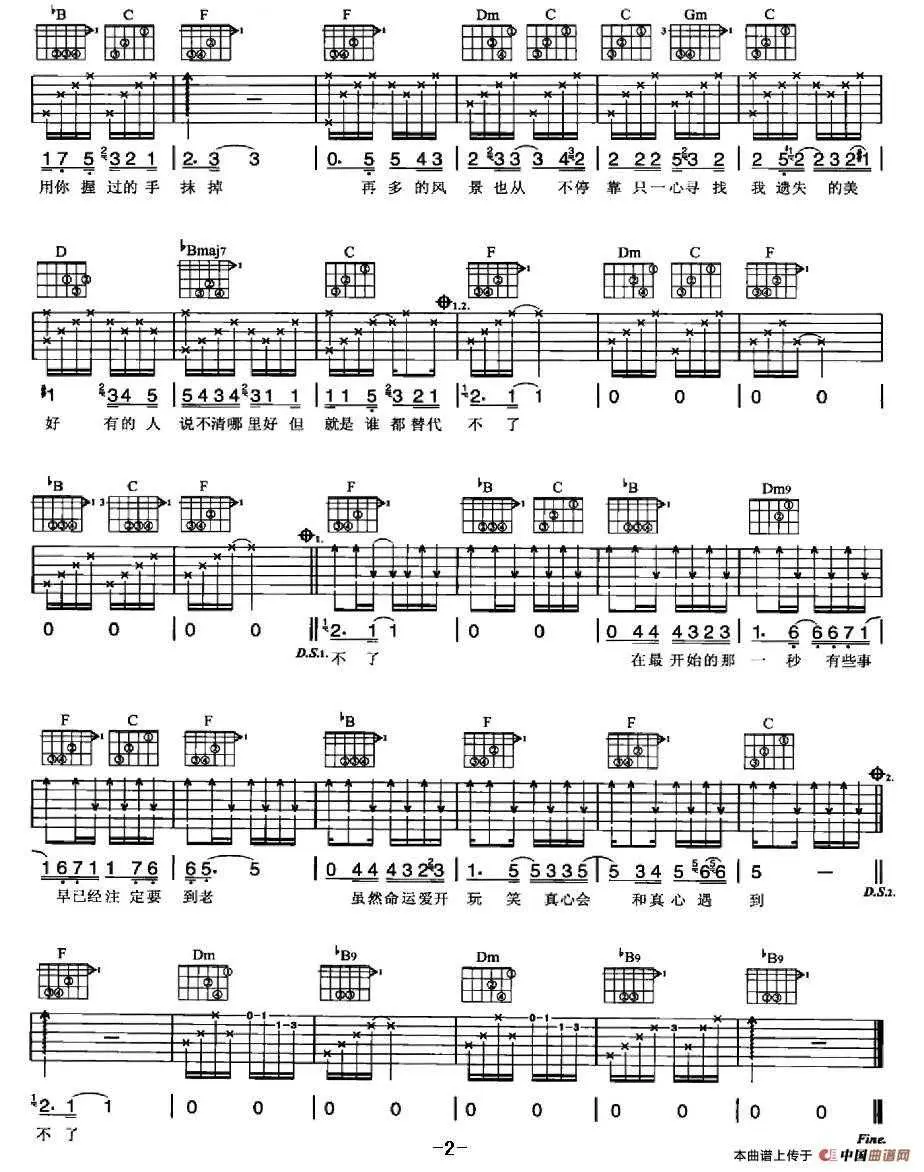 ♭B C F F Dm C C Gm C
1 7 5 3 2 1 | 2. 3 3 | 0. 5 5 4 3 | 2 2 3 3 3 4 2 | 2 2 2 5 3 2 | 2 5 2 2 3 2 1
用你 握 过的 手 抹 掉 再 多 的 风 景 也 从 不停 靠 只 一 心 寻 找 我 遗失 的 美
D ♭Bmaj7 C F Dm C F
1.2.
1 3 4 5 | 5 4 3 4 3 1 1 | 1 1 5 3 2 1 | 2. 1 1 | 0 0 | 0 0
好 有的 人 说不清哪 里好 但 就是 谁 都 替代 不 了
♭B C F F ♭B C ♭B Dm9
1.
0 0 | 0 0 | 2. 1 1 | 0 0 | 0 4 4 4 3 2 3 | 1. 6 6 6 7 1
D.S.1. 不 了 在 最 开始 的 那 一 秒 有些 事
F C F ♭B F F C
2.
1 6 7 1 1 7 6 | 6 5. 5 | 0 4 4 4 3 2 3 | 1. 5 5 3 3 5 | 5 3 4 5 6 6 | 5 —
早已经 注 定 要 到 老 虽然 命运 爱开 玩 笑 真心会 和真 心 遇 到 D.S.2.
F Dm ♭B9 Dm ♭B9 ♭B9
0-1 1-3 0-1 1-3 3
2. 1 1 | 0 0 | 0 0 | 0 0 | 0 0 | 0 0
不 了 Fine.
-2-
本曲谱上传于 中国曲谱网